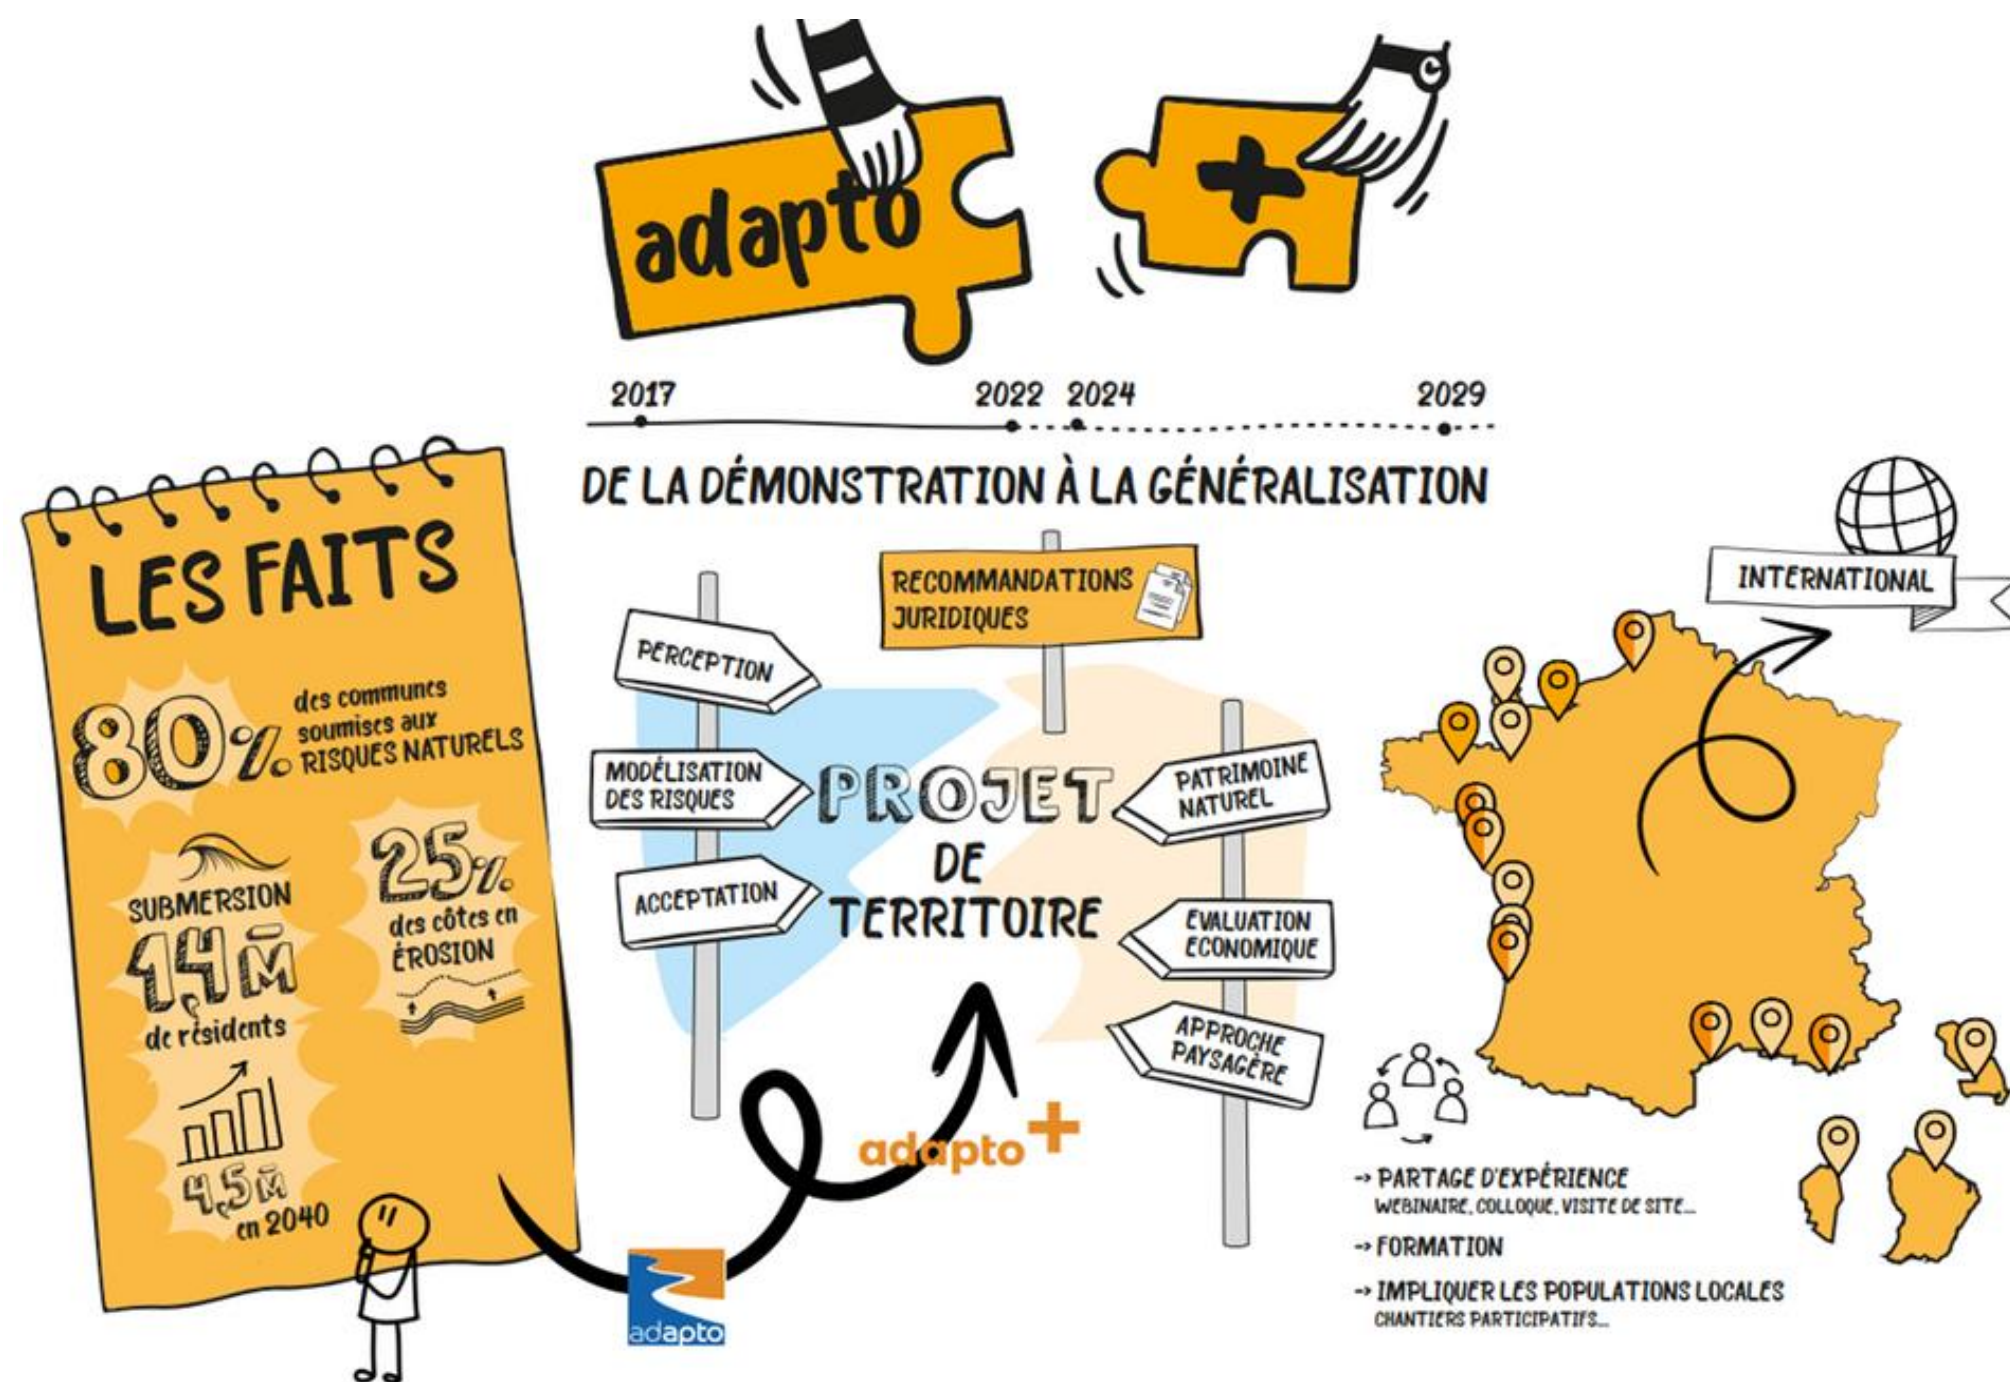 adapto
+
2017
2022
2024
2029
DE LA DÉMONSTRATION À LA GÉNÉRALISATION
LES FAITS
80%
des communes
soumises aux
RISQUES NATURELS
SUBMERSION
1,4 M
de résidents
4,5 M
en 2040
25%
des côtes en
ÉROSION
RECOMMANDATIONS
JURIDIQUES
PERCEPTION
MODÉLISATION
DES RISQUES
ACCEPTATION
PROJET
DE
TERRITOIRE
PATRIMOINE
NATUREL
EVALUATION
ECONOMIQUE
APPROCHE
PAYSAGÈRE
adapto+
adapto
INTERNATIONAL
-> PARTAGE D'EXPÉRIENCE
WEBINAIRE, COLLOQUE, VISITE DE SITE...
-> FORMATION
-> IMPLIQUER LES POPULATIONS LOCALES
CHANTIERS PARTICIPATIFS...